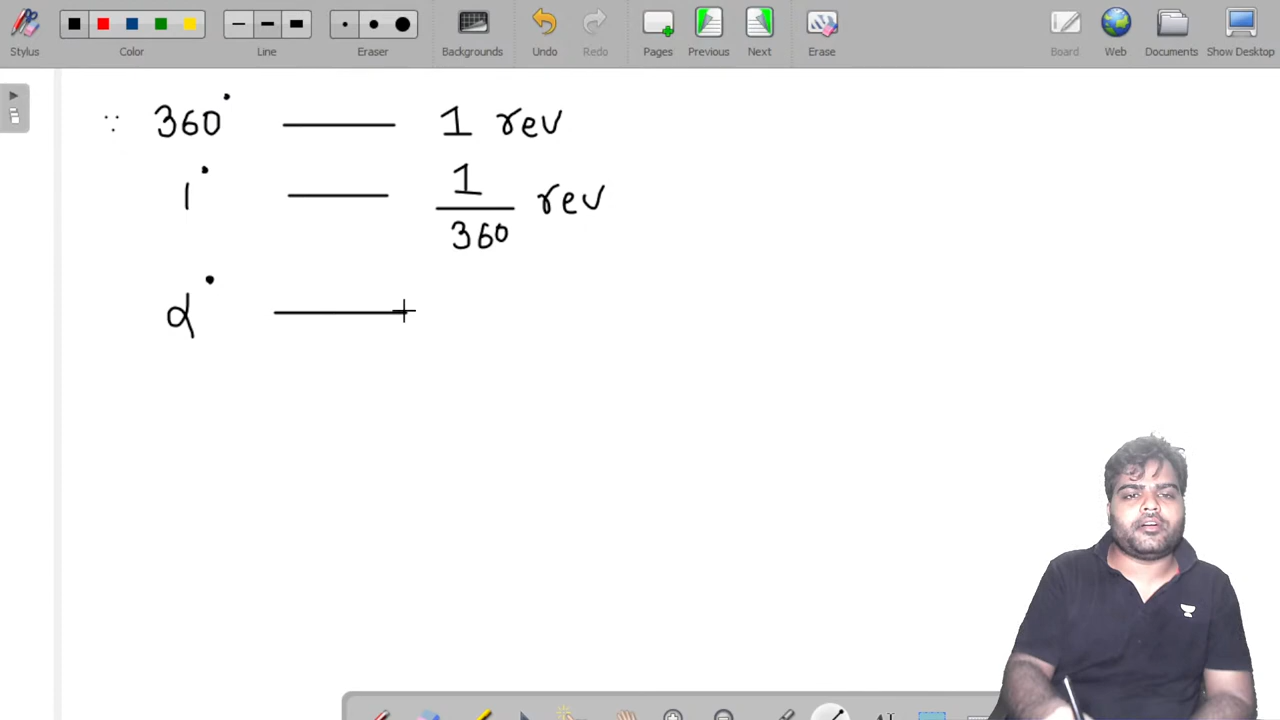 Stylus Color Line Eraser Backgrounds Undo Redo Pages Previous Next Erase Board Web Documents Show Desktop
∵ 360° —— 1 rev
1° —— 1/360 rev
α° ——